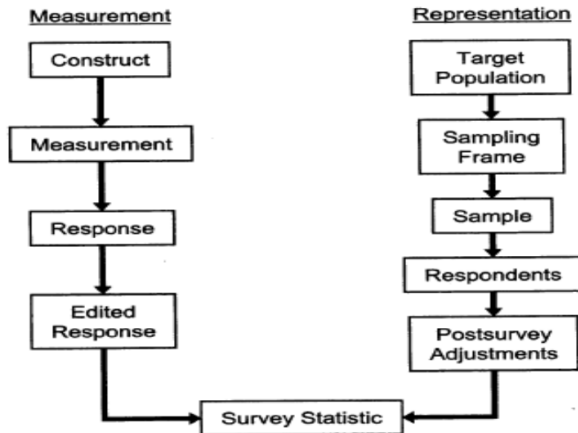 Measurement
Construct
Measurement
Response
Edited
Response
Representation
Target
Population
Sampling
Frame
Sample
Respondents
Postsurvey
Adjustments
Survey Statistic